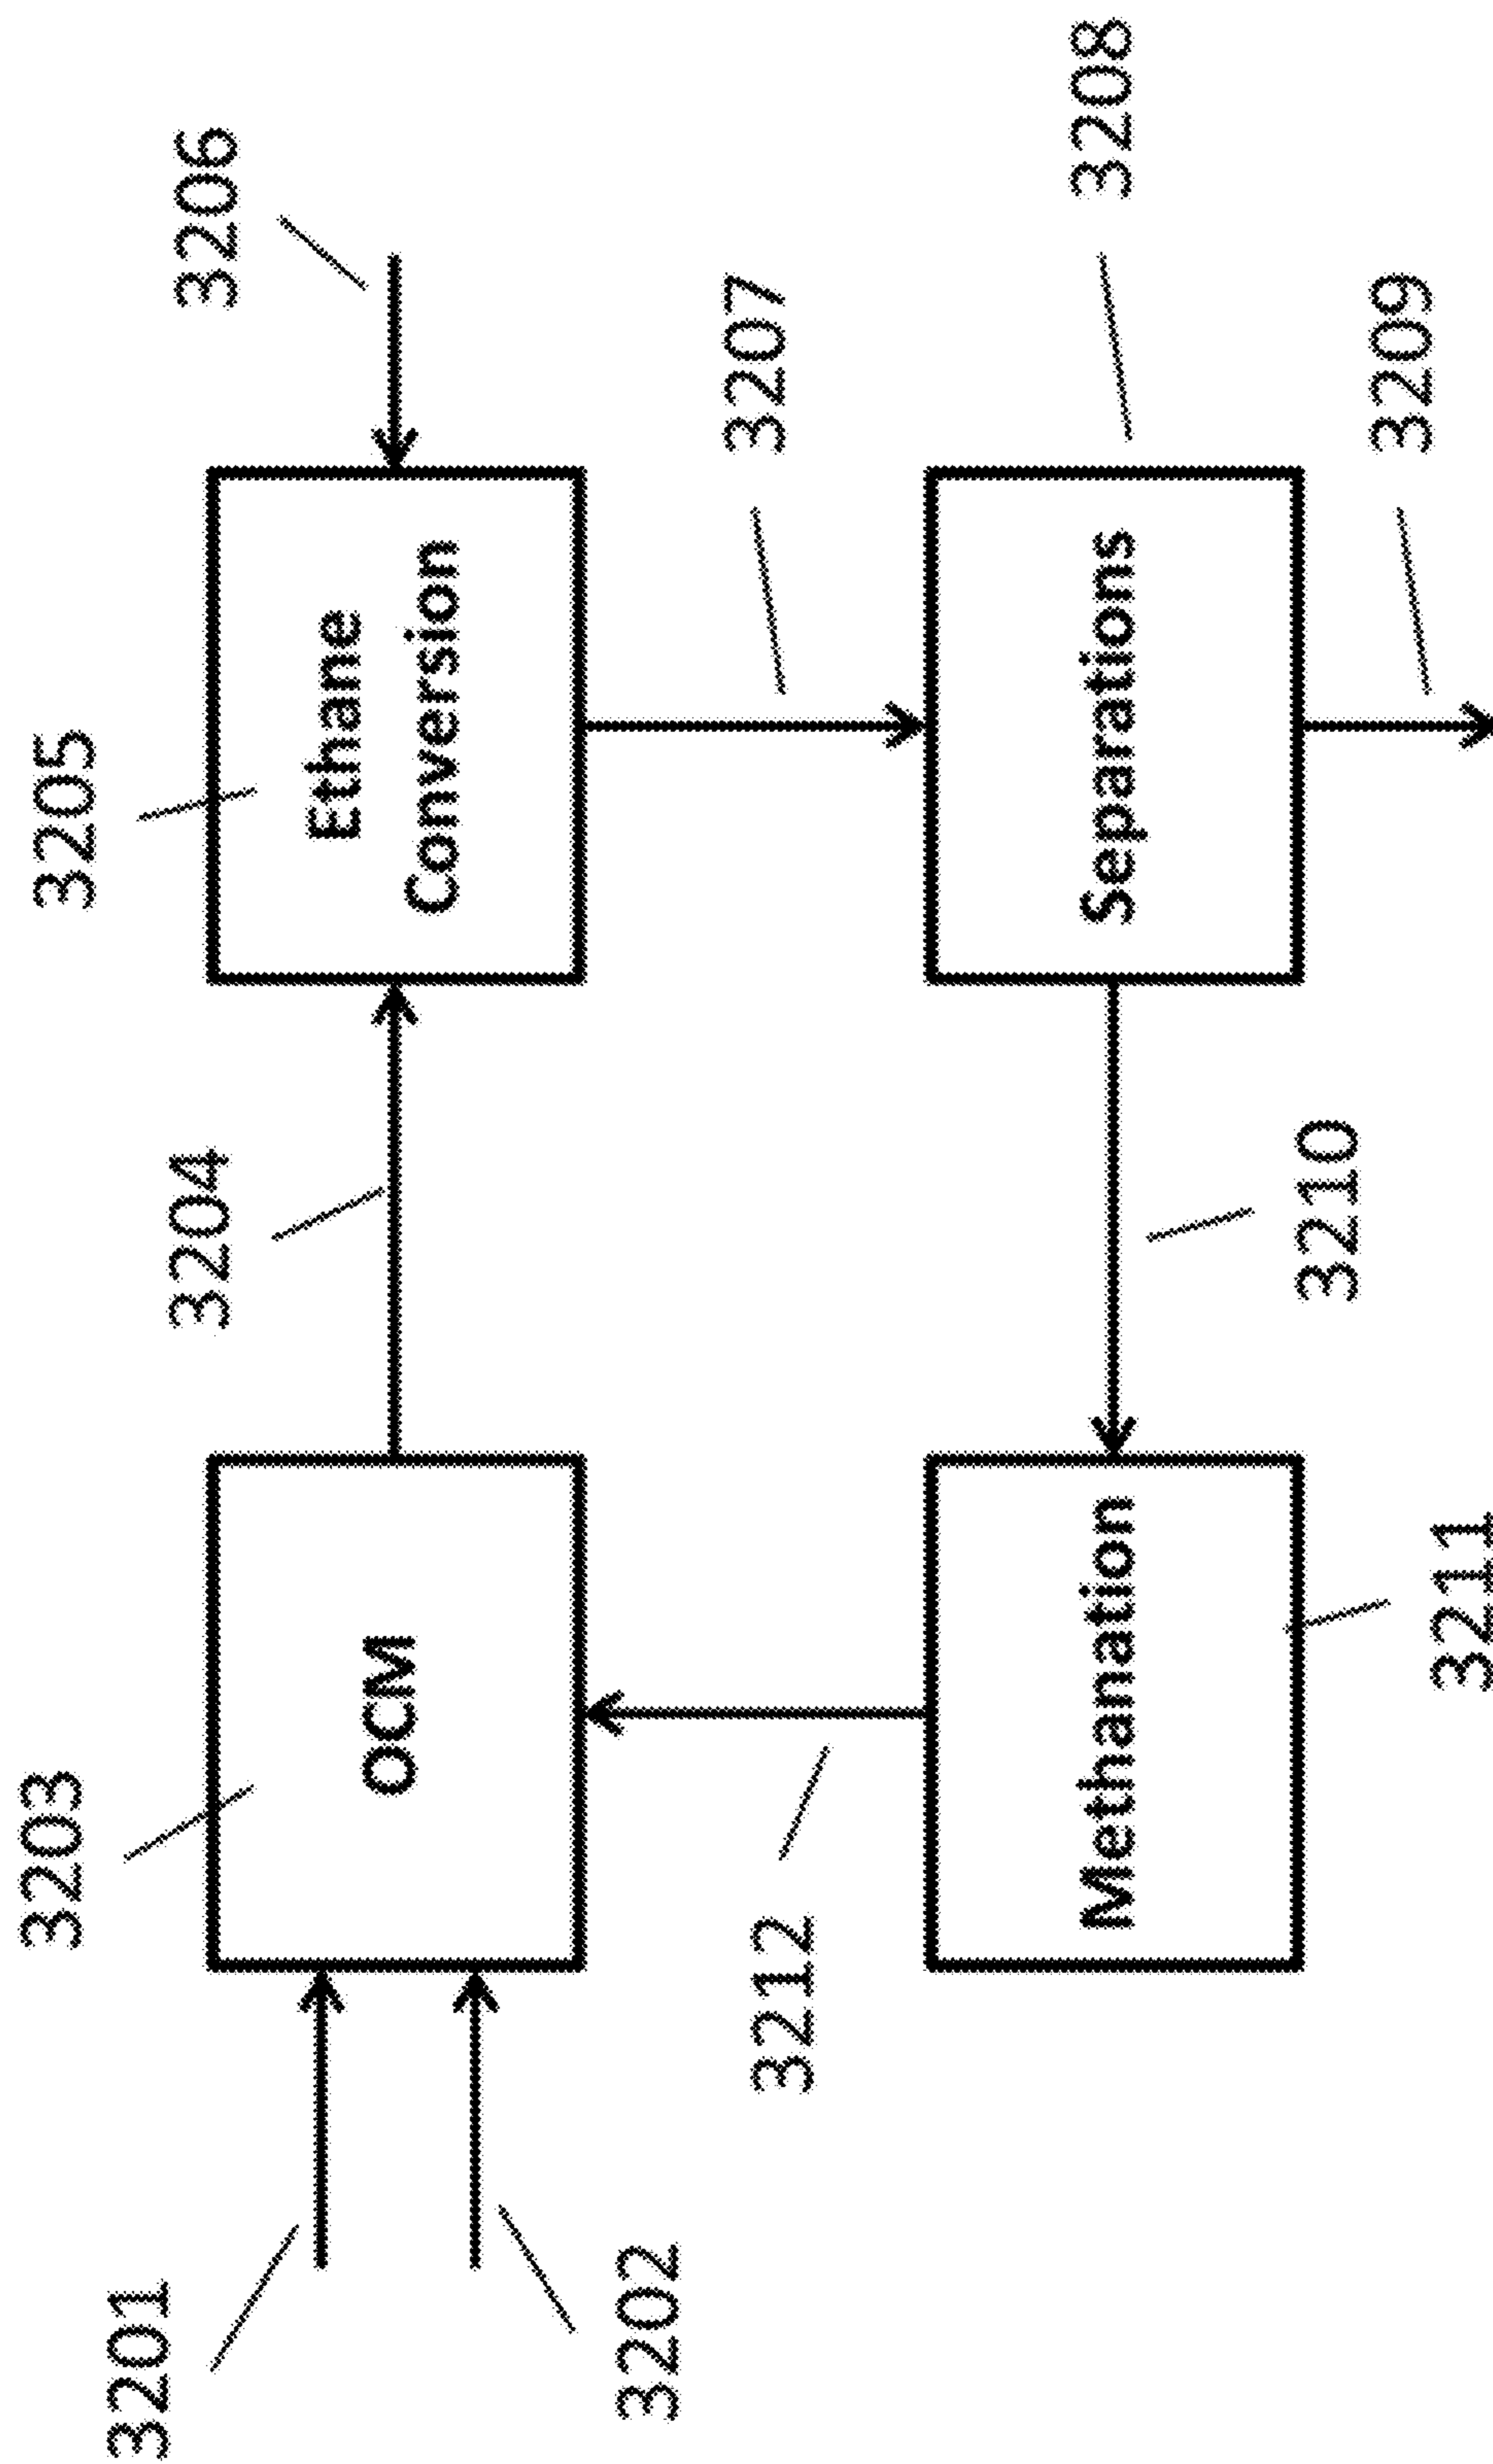 3201
3202
3203
OCM
3204
3205
Ethane
Conversion
3206
3207
3208
Separations
3209
3210
Methanation
3211
3212